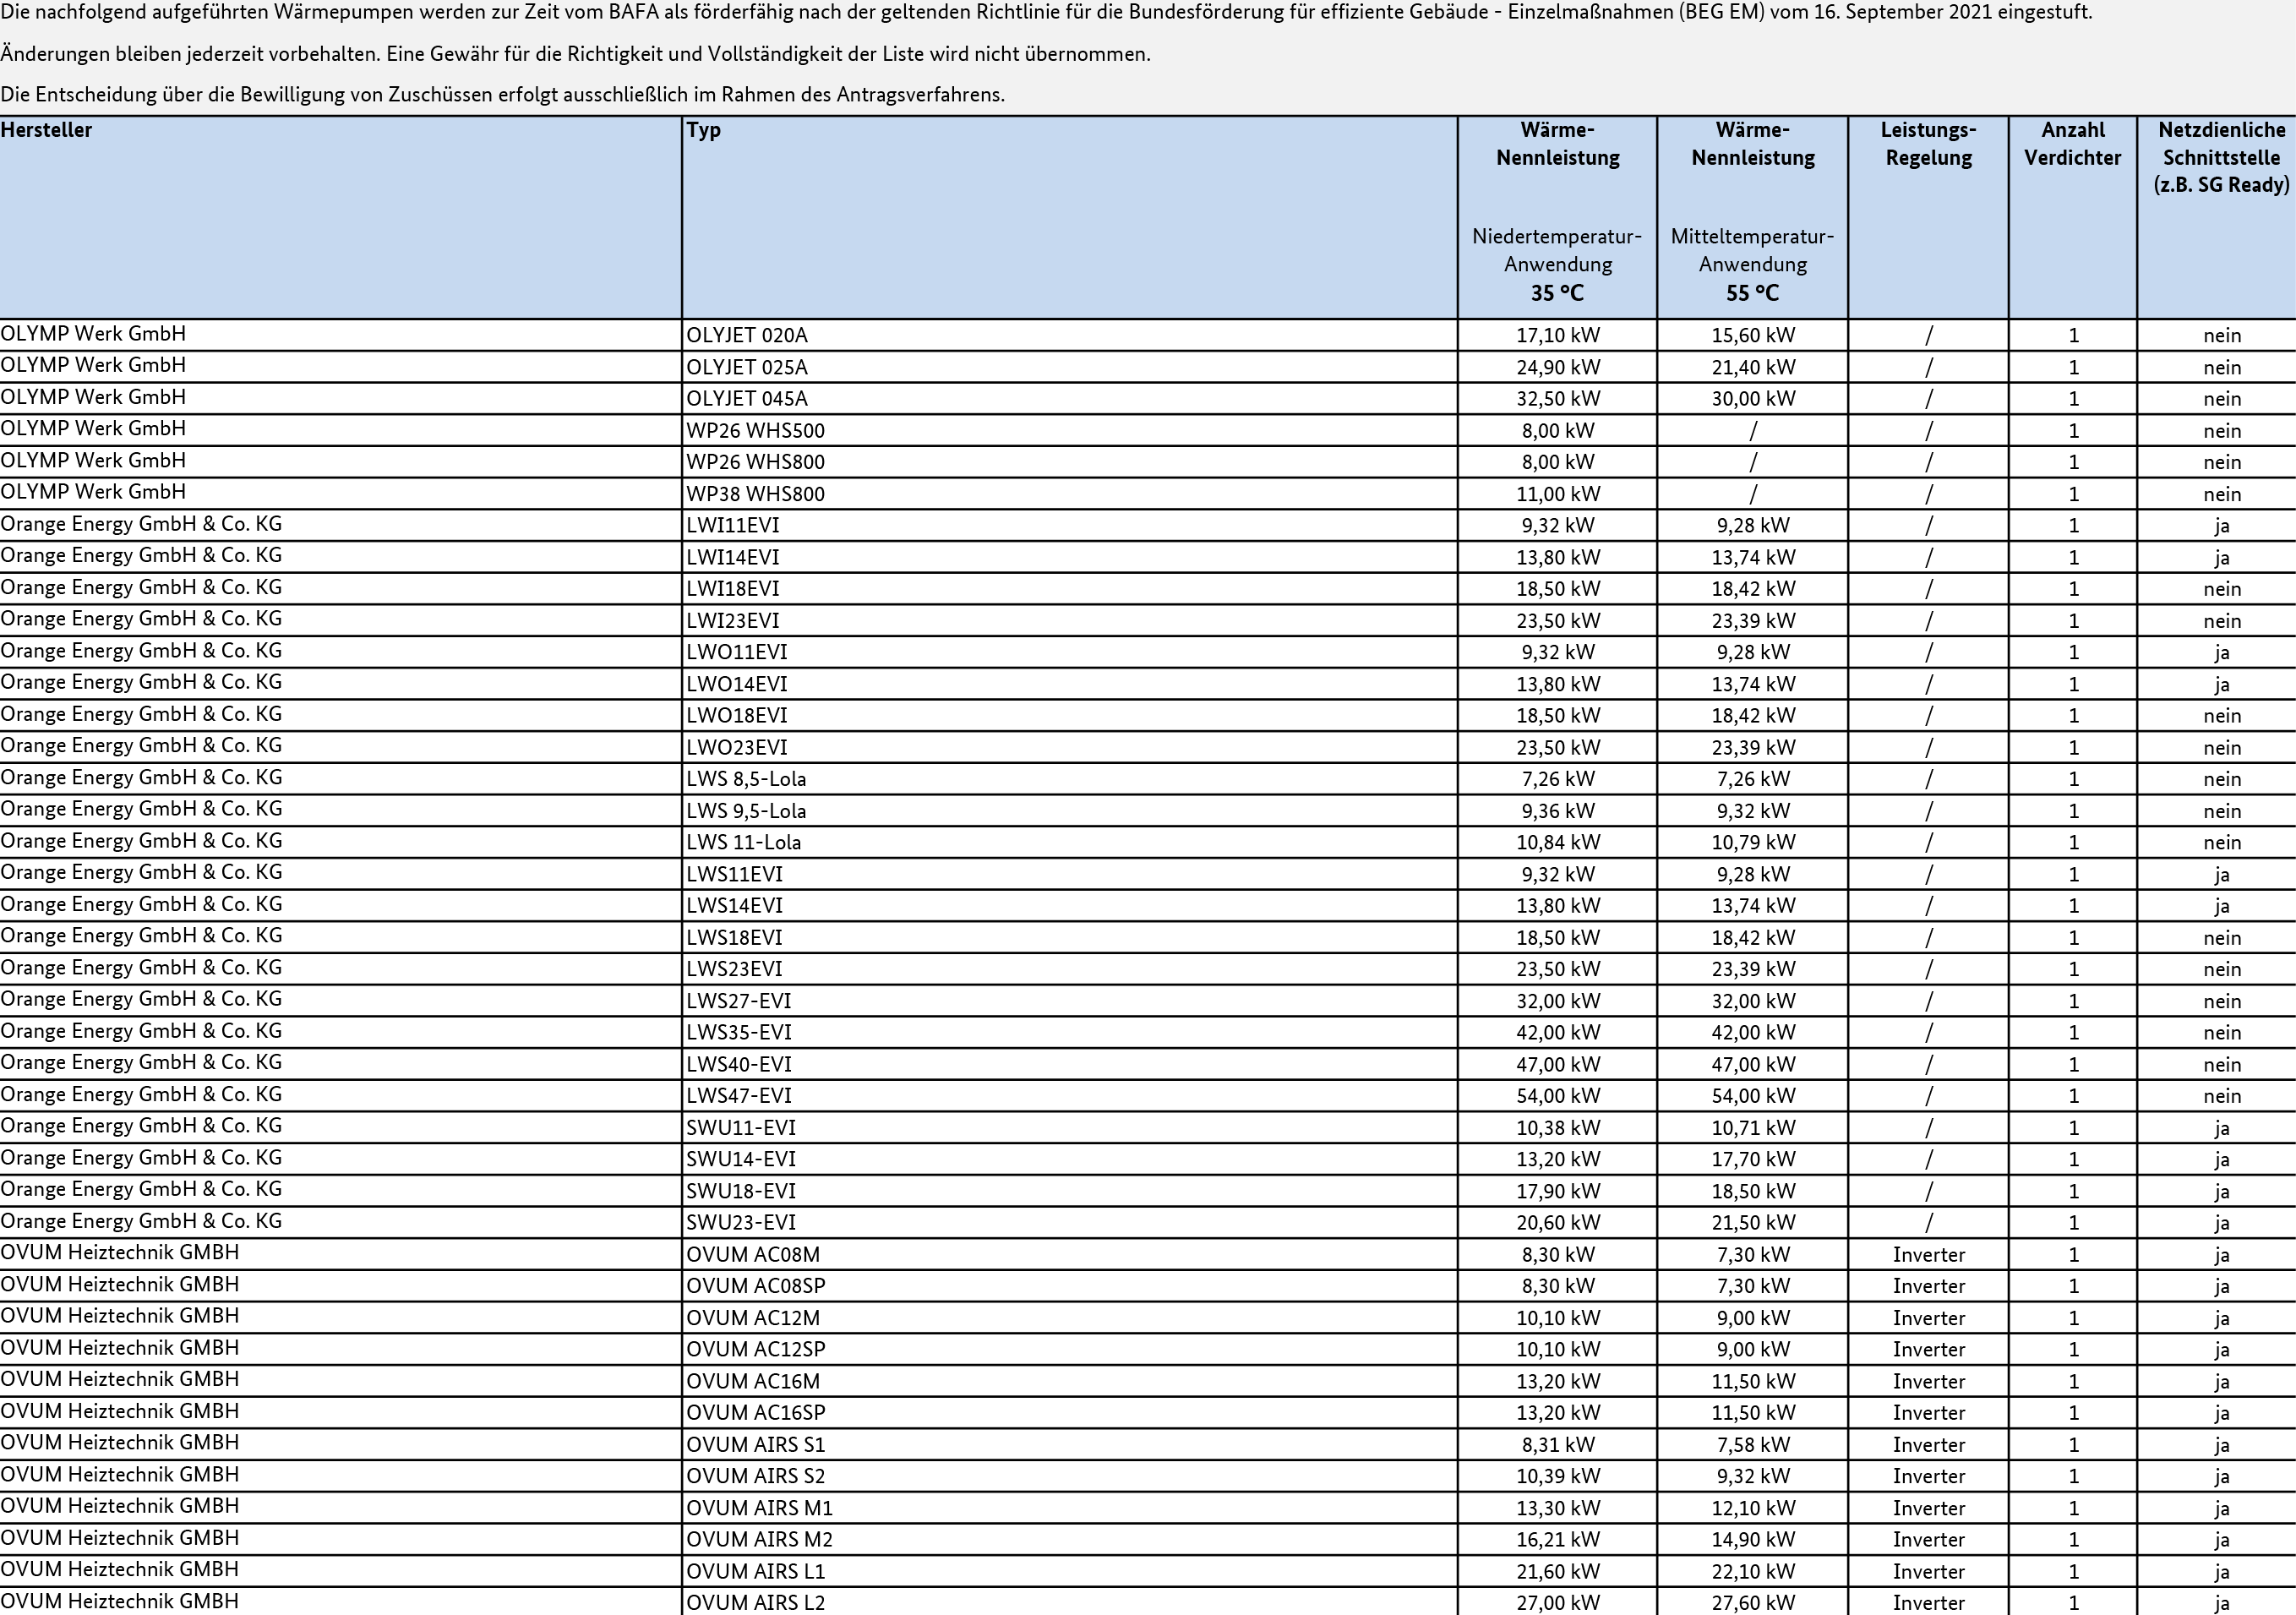 Die nachfolgend aufgeführten Wärmepumpen werden zur Zeit vom BAFA als förderfähig nach der geltenden Richtlinie für die Bundesförderung für effiziente Gebäude - Einzelmaßnahmen (BEG EM) vom 16. September 2021 eingestuft.
Änderungen bleiben jederzeit vorbehalten. Eine Gewähr für die Richtigkeit und Vollständigkeit der Liste wird nicht übernommen.
Die Entscheidung über die Bewilligung von Zuschüssen erfolgt ausschließlich im Rahmen des Antragsverfahrens.
Hersteller Typ Wärme- Wärme- Leistungs- Anzahl Netzdienliche
Nennleistung Nennleistung Regelung Verdichter Schnittstelle
(z.B. SG Ready)
Niedertemperatur- Mitteltemperatur-
Anwendung Anwendung
35 °C 55 °C
OLYMP Werk GmbH OLYJET 020A 17,10 kW 15,60 kW / 1 nein
OLYMP Werk GmbH OLYJET 025A 24,90 kW 21,40 kW / 1 nein
OLYMP Werk GmbH OLYJET 045A 32,50 kW 30,00 kW / 1 nein
OLYMP Werk GmbH WP26 WHS500 8,00 kW / / 1 nein
OLYMP Werk GmbH WP26 WHS800 8,00 kW / / 1 nein
OLYMP Werk GmbH WP38 WHS800 11,00 kW / / 1 nein
Orange Energy GmbH & Co. KG LWI11EVI 9,32 kW 9,28 kW / 1 ja
Orange Energy GmbH & Co. KG LWI14EVI 13,80 kW 13,74 kW / 1 ja
Orange Energy GmbH & Co. KG LWI18EVI 18,50 kW 18,42 kW / 1 nein
Orange Energy GmbH & Co. KG LWI23EVI 23,50 kW 23,39 kW / 1 nein
Orange Energy GmbH & Co. KG LWO11EVI 9,32 kW 9,28 kW / 1 ja
Orange Energy GmbH & Co. KG LWO14EVI 13,80 kW 13,74 kW / 1 ja
Orange Energy GmbH & Co. KG LWO18EVI 18,50 kW 18,42 kW / 1 nein
Orange Energy GmbH & Co. KG LWO23EVI 23,50 kW 23,39 kW / 1 nein
Orange Energy GmbH & Co. KG LWS 8,5-Lola 7,26 kW 7,26 kW / 1 nein
Orange Energy GmbH & Co. KG LWS 9,5-Lola 9,36 kW 9,32 kW / 1 nein
Orange Energy GmbH & Co. KG LWS 11-Lola 10,84 kW 10,79 kW / 1 nein
Orange Energy GmbH & Co. KG LWS11EVI 9,32 kW 9,28 kW / 1 ja
Orange Energy GmbH & Co. KG LWS14EVI 13,80 kW 13,74 kW / 1 ja
Orange Energy GmbH & Co. KG LWS18EVI 18,50 kW 18,42 kW / 1 nein
Orange Energy GmbH & Co. KG LWS23EVI 23,50 kW 23,39 kW / 1 nein
Orange Energy GmbH & Co. KG LWS27-EVI 32,00 kW 32,00 kW / 1 nein
Orange Energy GmbH & Co. KG LWS35-EVI 42,00 kW 42,00 kW / 1 nein
Orange Energy GmbH & Co. KG LWS40-EVI 47,00 kW 47,00 kW / 1 nein
Orange Energy GmbH & Co. KG LWS47-EVI 54,00 kW 54,00 kW / 1 nein
Orange Energy GmbH & Co. KG SWU11-EVI 10,38 kW 10,71 kW / 1 ja
Orange Energy GmbH & Co. KG SWU14-EVI 13,20 kW 17,70 kW / 1 ja
Orange Energy GmbH & Co. KG SWU18-EVI 17,90 kW 18,50 kW / 1 ja
Orange Energy GmbH & Co. KG SWU23-EVI 20,60 kW 21,50 kW / 1 ja
OVUM Heiztechnik GMBH OVUM AC08M 8,30 kW 7,30 kW Inverter 1 ja
OVUM Heiztechnik GMBH OVUM AC08SP 8,30 kW 7,30 kW Inverter 1 ja
OVUM Heiztechnik GMBH OVUM AC12M 10,10 kW 9,00 kW Inverter 1 ja
OVUM Heiztechnik GMBH OVUM AC12SP 10,10 kW 9,00 kW Inverter 1 ja
OVUM Heiztechnik GMBH OVUM AC16M 13,20 kW 11,50 kW Inverter 1 ja
OVUM Heiztechnik GMBH OVUM AC16SP 13,20 kW 11,50 kW Inverter 1 ja
OVUM Heiztechnik GMBH OVUM AIRS S1 8,31 kW 7,58 kW Inverter 1 ja
OVUM Heiztechnik GMBH OVUM AIRS S2 10,39 kW 9,32 kW Inverter 1 ja
OVUM Heiztechnik GMBH OVUM AIRS M1 13,30 kW 12,10 kW Inverter 1 ja
OVUM Heiztechnik GMBH OVUM AIRS M2 16,21 kW 14,90 kW Inverter 1 ja
OVUM Heiztechnik GMBH OVUM AIRS L1 21,60 kW 22,10 kW Inverter 1 ja
OVUM Heiztechnik GMBH OVUM AIRS L2 27,00 kW 27,60 kW Inverter 1 ja